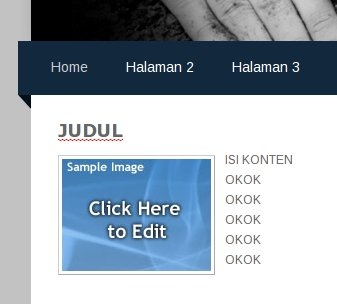 Home Halaman 2 Halaman 3
JUDUL
Sample Image
Click Here
to Edit
ISI KONTEN
OKOK
OKOK
OKOK
OKOK
OKOK